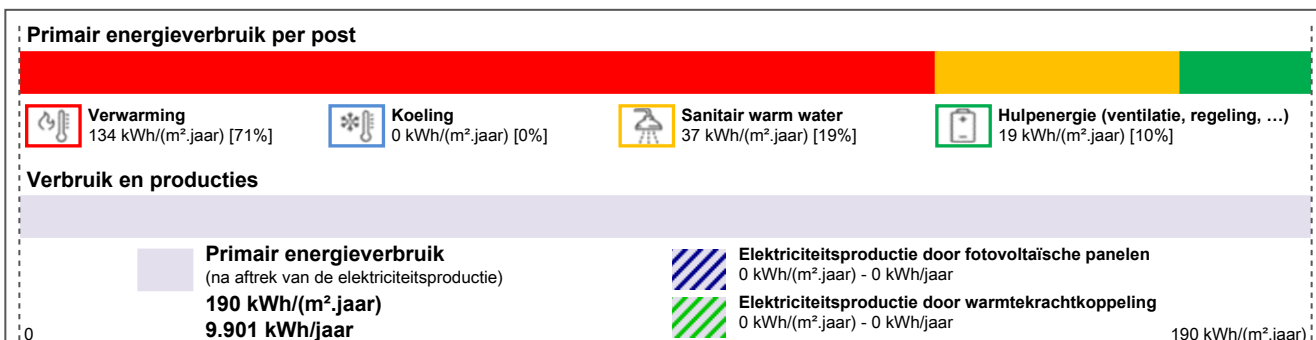 Primair energieverbruik per post
Verwarming
134 kWh/(m².jaar) [71%]
Koeling
0 kWh/(m².jaar) [0%]
Sanitair warm water
37 kWh/(m².jaar) [19%]
Hulpenergie (ventilatie, regeling, …)
19 kWh/(m².jaar) [10%]
Verbruik en producties
Primair energieverbruik
(na aftrek van de elektriciteitsproductie)
190 kWh/(m².jaar)
9.901 kWh/jaar
Elektriciteitsproductie door fotovoltaïsche panelen
0 kWh/(m².jaar) - 0 kWh/jaar
Elektriciteitsproductie door warmtekrachtkoppeling
0 kWh/(m².jaar) - 0 kWh/jaar
0
190 kWh/(m².jaar)